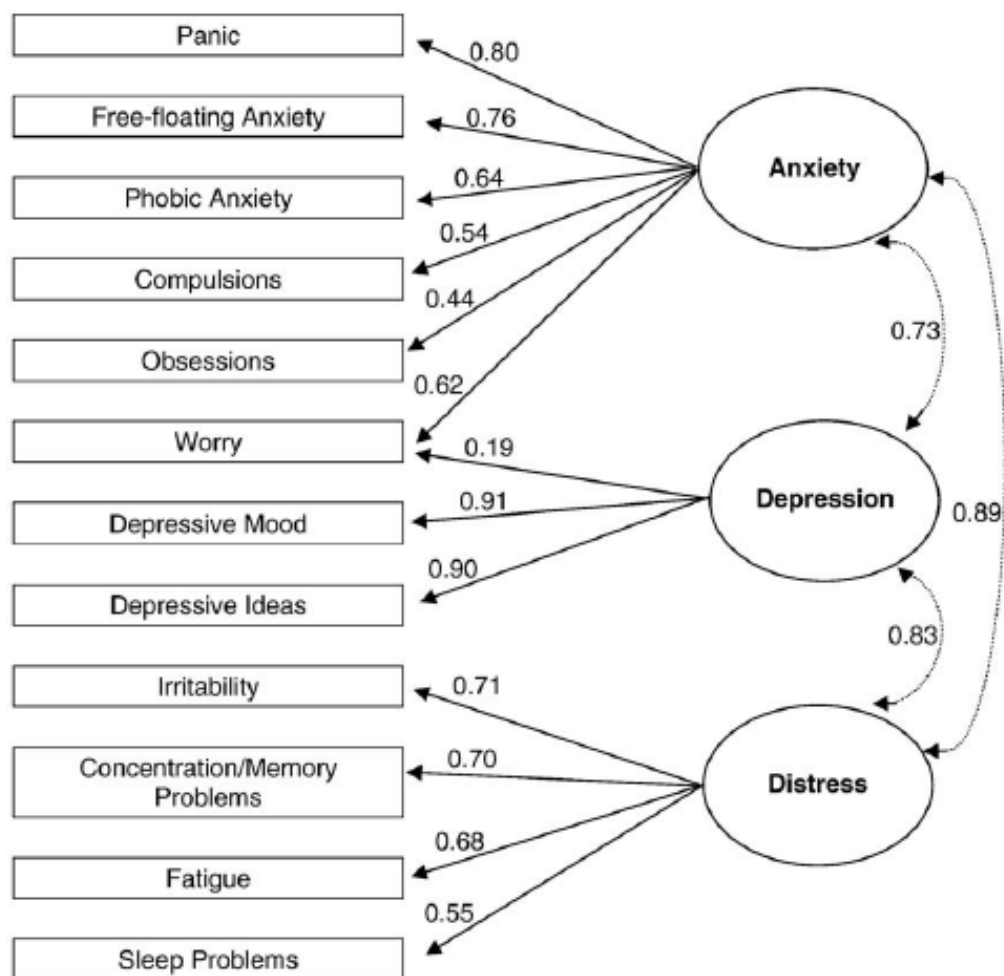 Panic
0.80
Free-floating Anxiety
0.76
Anxiety
Phobic Anxiety
0.64
0.54
Compulsions
0.44
0.73
Obsessions
0.62
Worry
0.19
Depression
0.89
Depressive Mood
0.91
0.90
Depressive Ideas
0.83
Irritability
0.71
Concentration/Memory
Problems
0.70
Distress
0.68
Fatigue
0.55
Sleep Problems